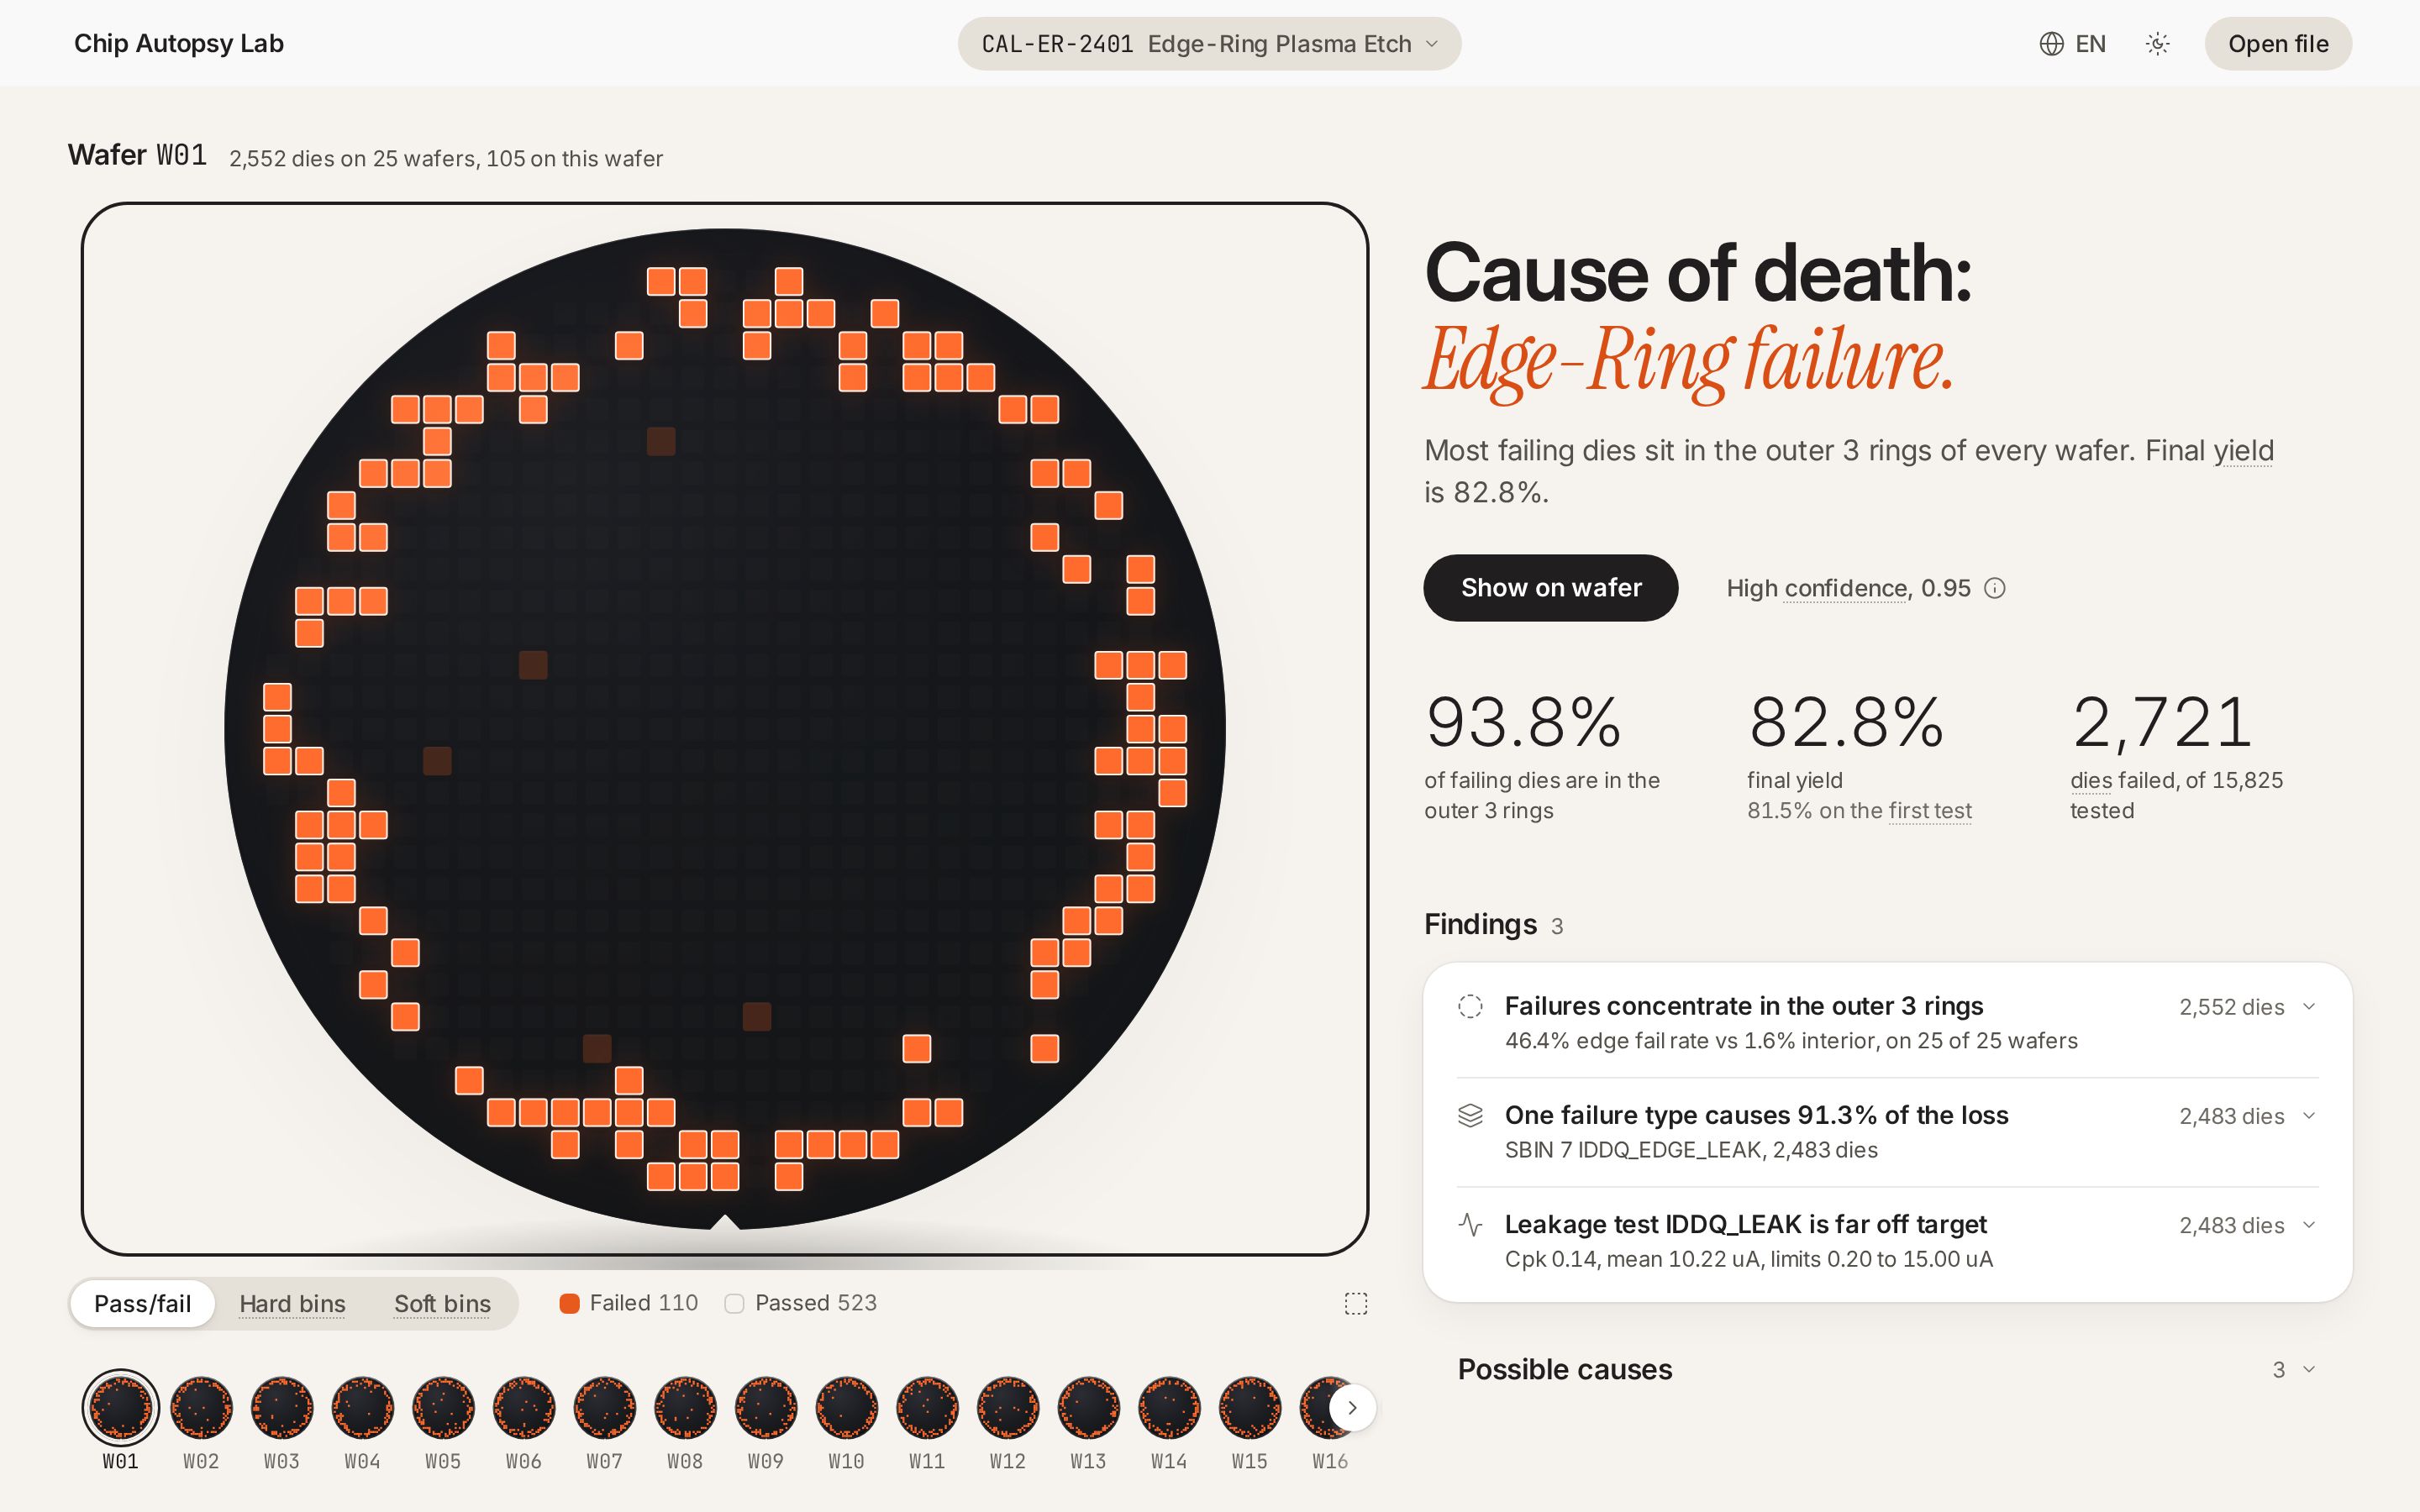 Chip Autopsy Lab
CAL-ER-2401 Edge-Ring Plasma Etch
EN
Open file
Wafer W01 2,552 dies on 25 wafers, 105 on this wafer
Cause of death:
Edge-Ring failure.
Most failing dies sit in the outer 3 rings of every wafer. Final yield
is 82.8%.
Show on wafer
High confidence, 0.95
93.8%
of failing dies are in the
outer 3 rings
82.8%
final yield
81.5% on the first test
2,721
dies failed, of 15,825
tested
Findings 3
Failures concentrate in the outer 3 rings 2,552 dies
46.4% edge fail rate vs 1.6% interior, on 25 of 25 wafers
One failure type causes 91.3% of the loss 2,483 dies
SBIN 7 IDDQ_EDGE_LEAK, 2,483 dies
Leakage test IDDQ_LEAK is far off target 2,483 dies
Cpk 0.14, mean 10.22 uA, limits 0.20 to 15.00 uA
Possible causes 3
Pass/fail Hard bins Soft bins Failed 110 Passed 523
W01 W02 W03 W04 W05 W06 W07 W08 W09 W10 W11 W12 W13 W14 W15 W16